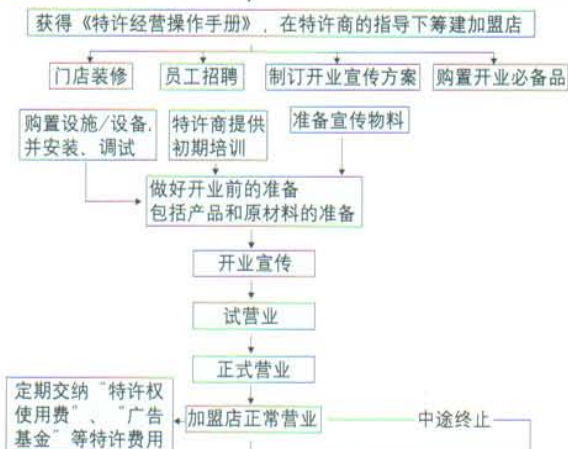 获得《特许经营操作手册》,在特许商的指导下筹建加盟店
门店装修
员工招聘
制订开业宣传方案
购置开业必备品
购置设施/设备,
并安装、调试
特许商提供
初期培训
准备宣传物料
做好开业前的准备
包括产品和原材料的准备
开业宣传
试营业
正式营业
定期交纳“特许权
使用费”、“广告
基金”等特许费用
加盟店正常营业
中途终止